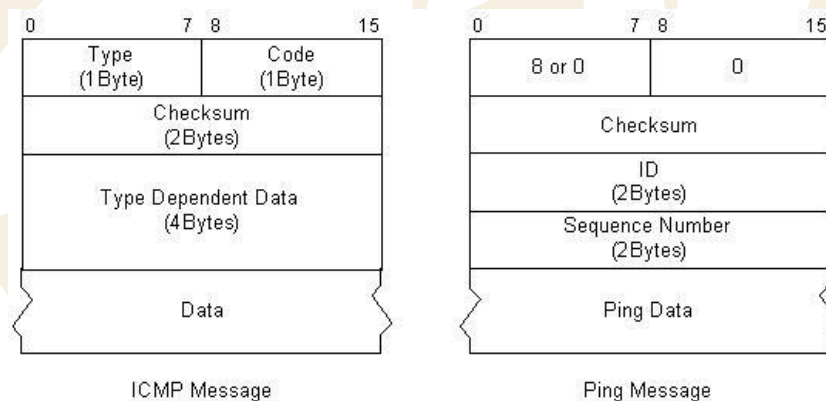 0 7 8 15
Type
(1Byte)
Code
(1Byte)
Checksum
(2Bytes)
Type Dependent Data
(4Bytes)
Data
ICMP Message
0 7 8 15
8 or 0
0
Checksum
ID
(2Bytes)
Sequence Number
(2Bytes)
Ping Data
Ping Message